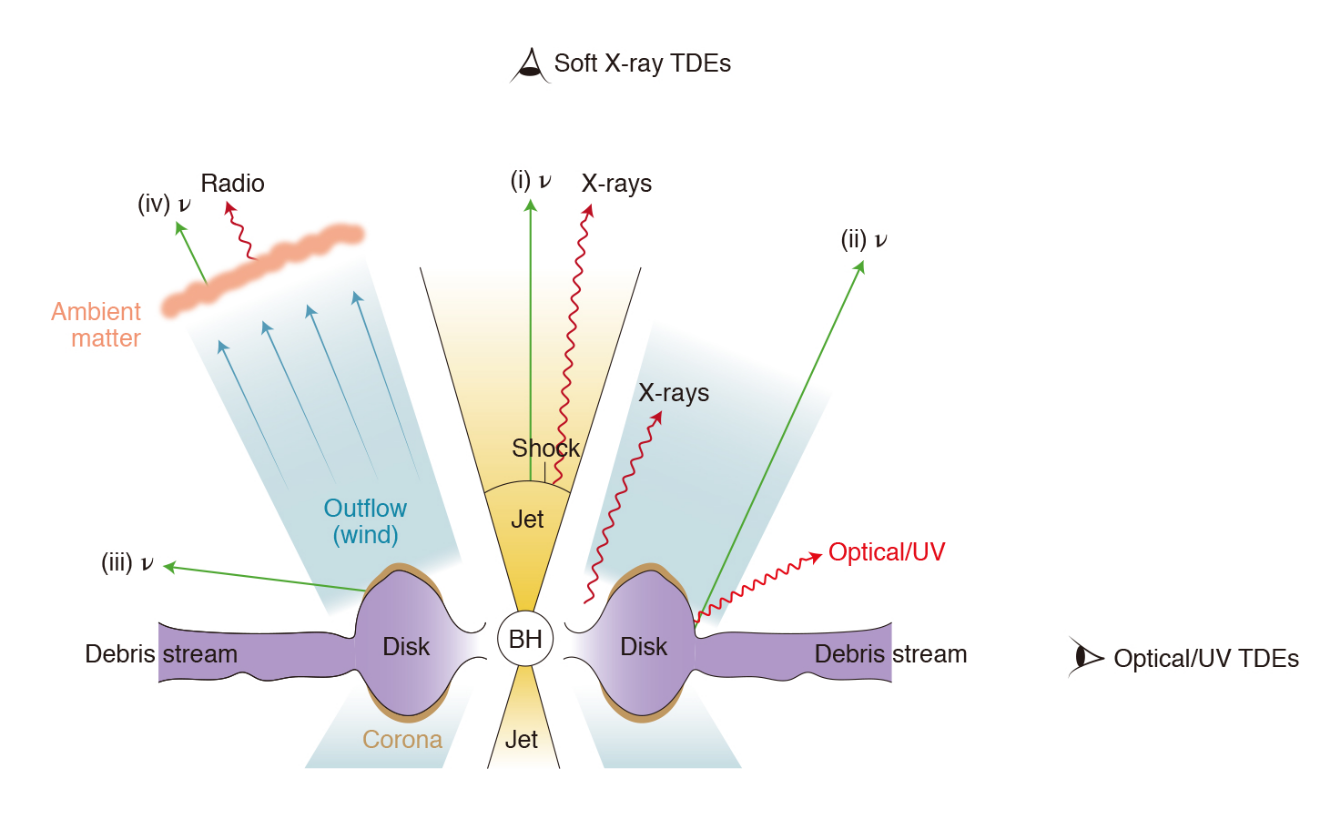 Soft X-ray TDEs
(i) ν
X-rays
Radio
(iv) ν
(ii) ν
Ambient
matter
X-rays
Shock
Jet
Outflow
(wind)
Optical/UV
(iii) ν
Debris stream
Disk
BH
Disk
Debris stream
Optical/UV TDEs
Corona
Jet